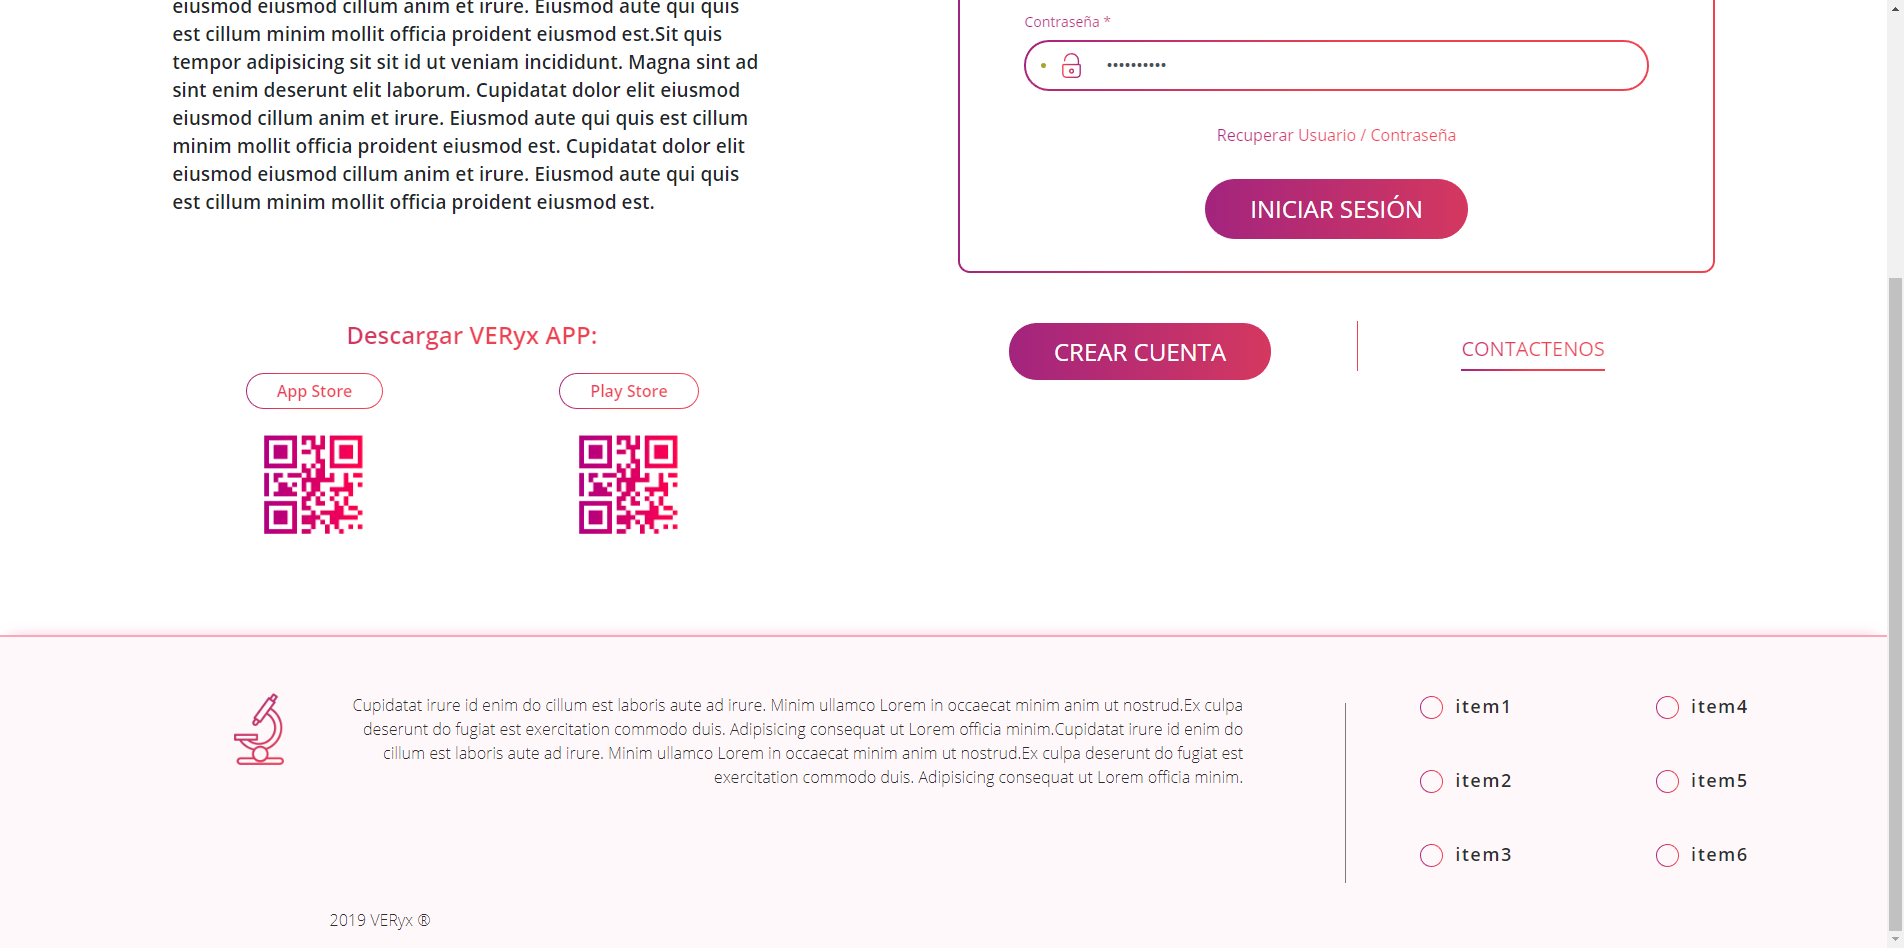 eiusmod eiusmod cillum anim et irure. Eiusmod aute qui quis
est cillum minim mollit officia proident eiusmod est.Sit quis
tempor adipisicing sit sit id ut veniam incididunt. Magna sint ad
sint enim deserunt elit laborum. Cupidatat dolor elit eiusmod
eiusmod cillum anim et irure. Eiusmod aute qui quis est cillum
minim mollit officia proident eiusmod est. Cupidatat dolor elit
eiusmod eiusmod cillum anim et irure. Eiusmod aute qui quis
est cillum minim mollit officia proident eiusmod est.
Contraseña *
••••••••••
Recuperar Usuario / Contraseña
INICIAR SESIÓN
Descargar VERyx APP:
App Store
Play Store
CREAR CUENTA
CONTACTENOS
Cupidatat irure id enim do cillum est laboris aute ad irure. Minim ullamco Lorem in occaecat minim anim ut nostrud.Ex culpa
deserunt do fugiat est exercitation commodo duis. Adipisicing consequat ut Lorem officia minim.Cupidatat irure id enim do
cillum est laboris aute ad irure. Minim ullamco Lorem in occaecat minim anim ut nostrud.Ex culpa deserunt do fugiat est
exercitation commodo duis. Adipisicing consequat ut Lorem officia minim.
item1
item2
item3
item4
item5
item6
2019 VERyx ®